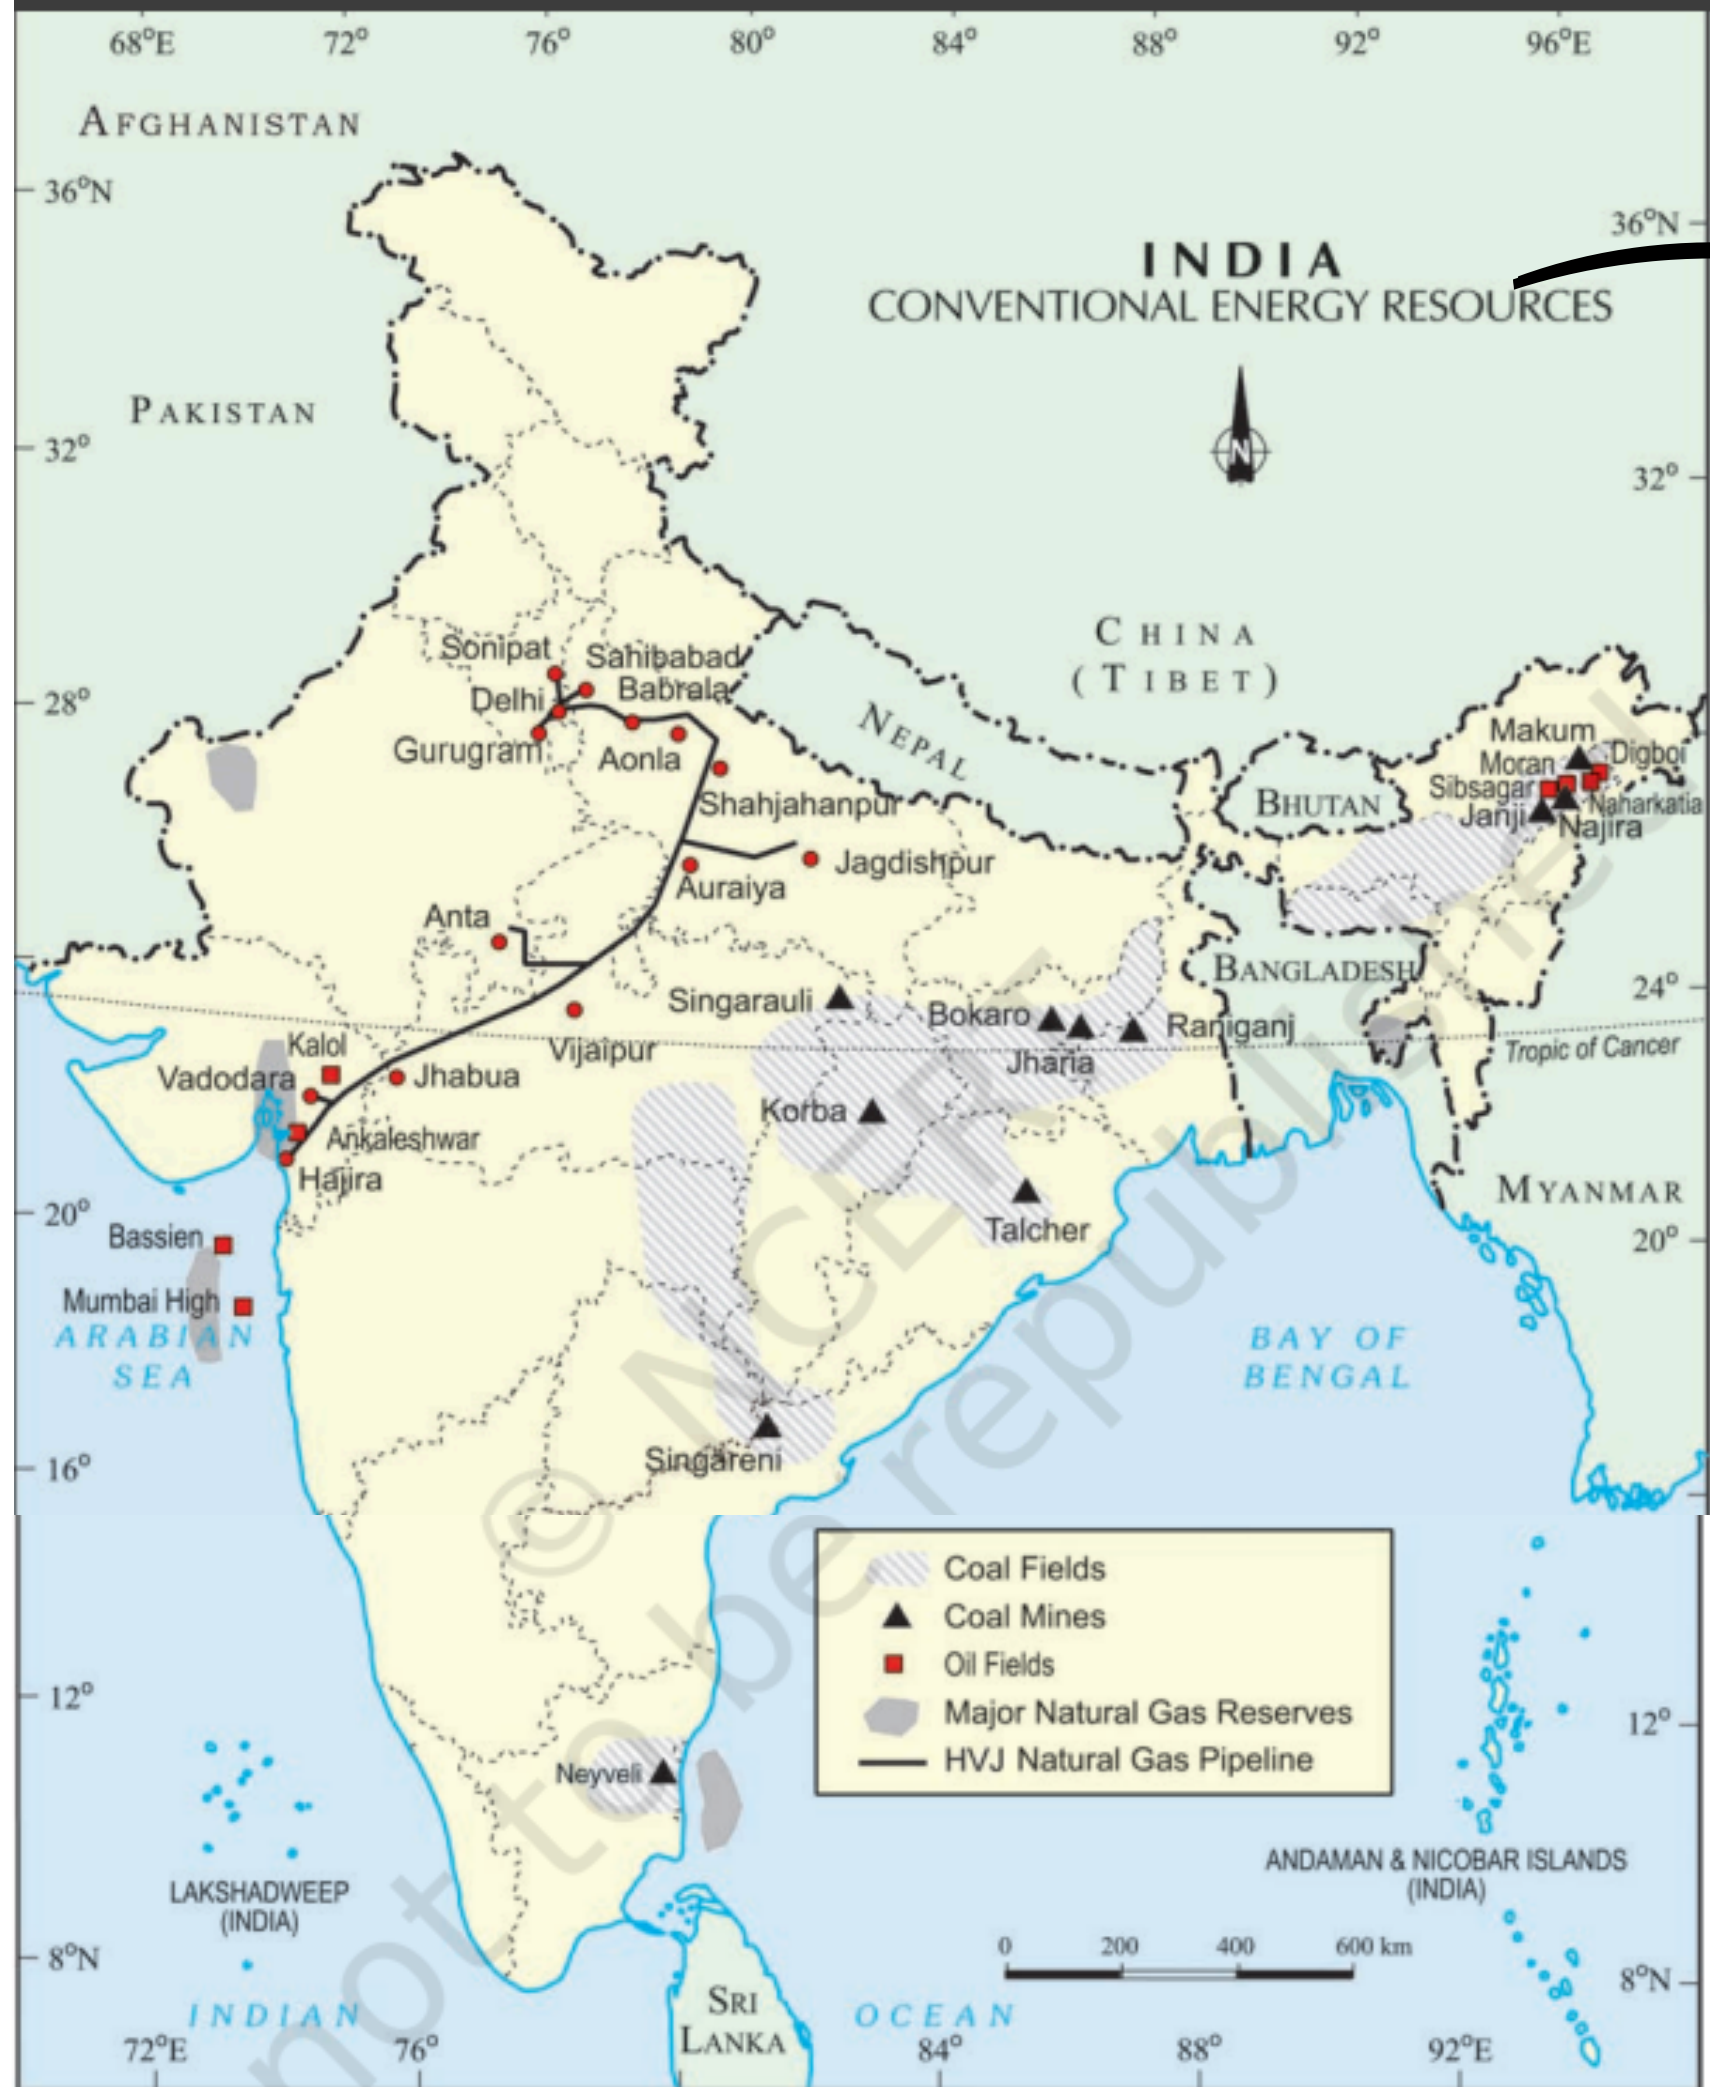 68°E 72° 76° 80° 84° 88° 92° 96°E
AFGHANISTAN
36°N
36°N
INDIA
CONVENTIONAL ENERGY RESOURCES
PAKISTAN
32°
N
32°
CHINA
(TIBET)
Sonipat
Sahibabad
Delhi
Babrala
28°
NEPAL
Gurugram
Aonla
Makum
Moran
Digboi
Sibsagar
Naharkatia
Janji
Najira
BHUTAN
Shahjahanpur
Jagdishpur
Auraiya
Anta
BANGLADESH
24°
Singarauli
Bokaro
Raniganj
Jharia
Tropic of Cancer
Kalol
Vijaipur
Vadodara
Jhabua
Korba
Ankaleshwar
Hajira
MYANMAR
20°
Talcher
20°
Bassien
Mumbai High
ARABIAN
SEA
BAY OF
BENGAL
16°
Singareni
Coal Fields
Coal Mines
Oil Fields
Major Natural Gas Reserves
HVJ Natural Gas Pipeline
12°
12°
Neyveli
LAKSHADWEEP
(INDIA)
ANDAMAN & NICOBAR ISLANDS
(INDIA)
0 200 400 600 km
8°N
8°N
INDIAN
OCEAN
SRI
LANKA
72°E 76° 84° 88° 92°E
© NCERT
not to be republished